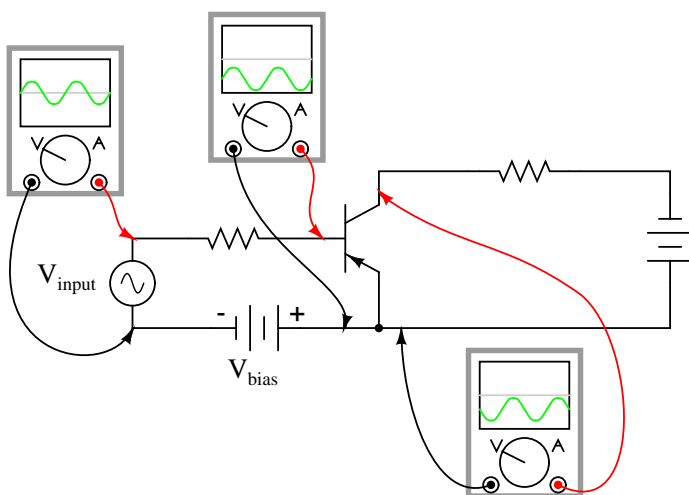 V A
V A
V_input
- +
V_bias
V A